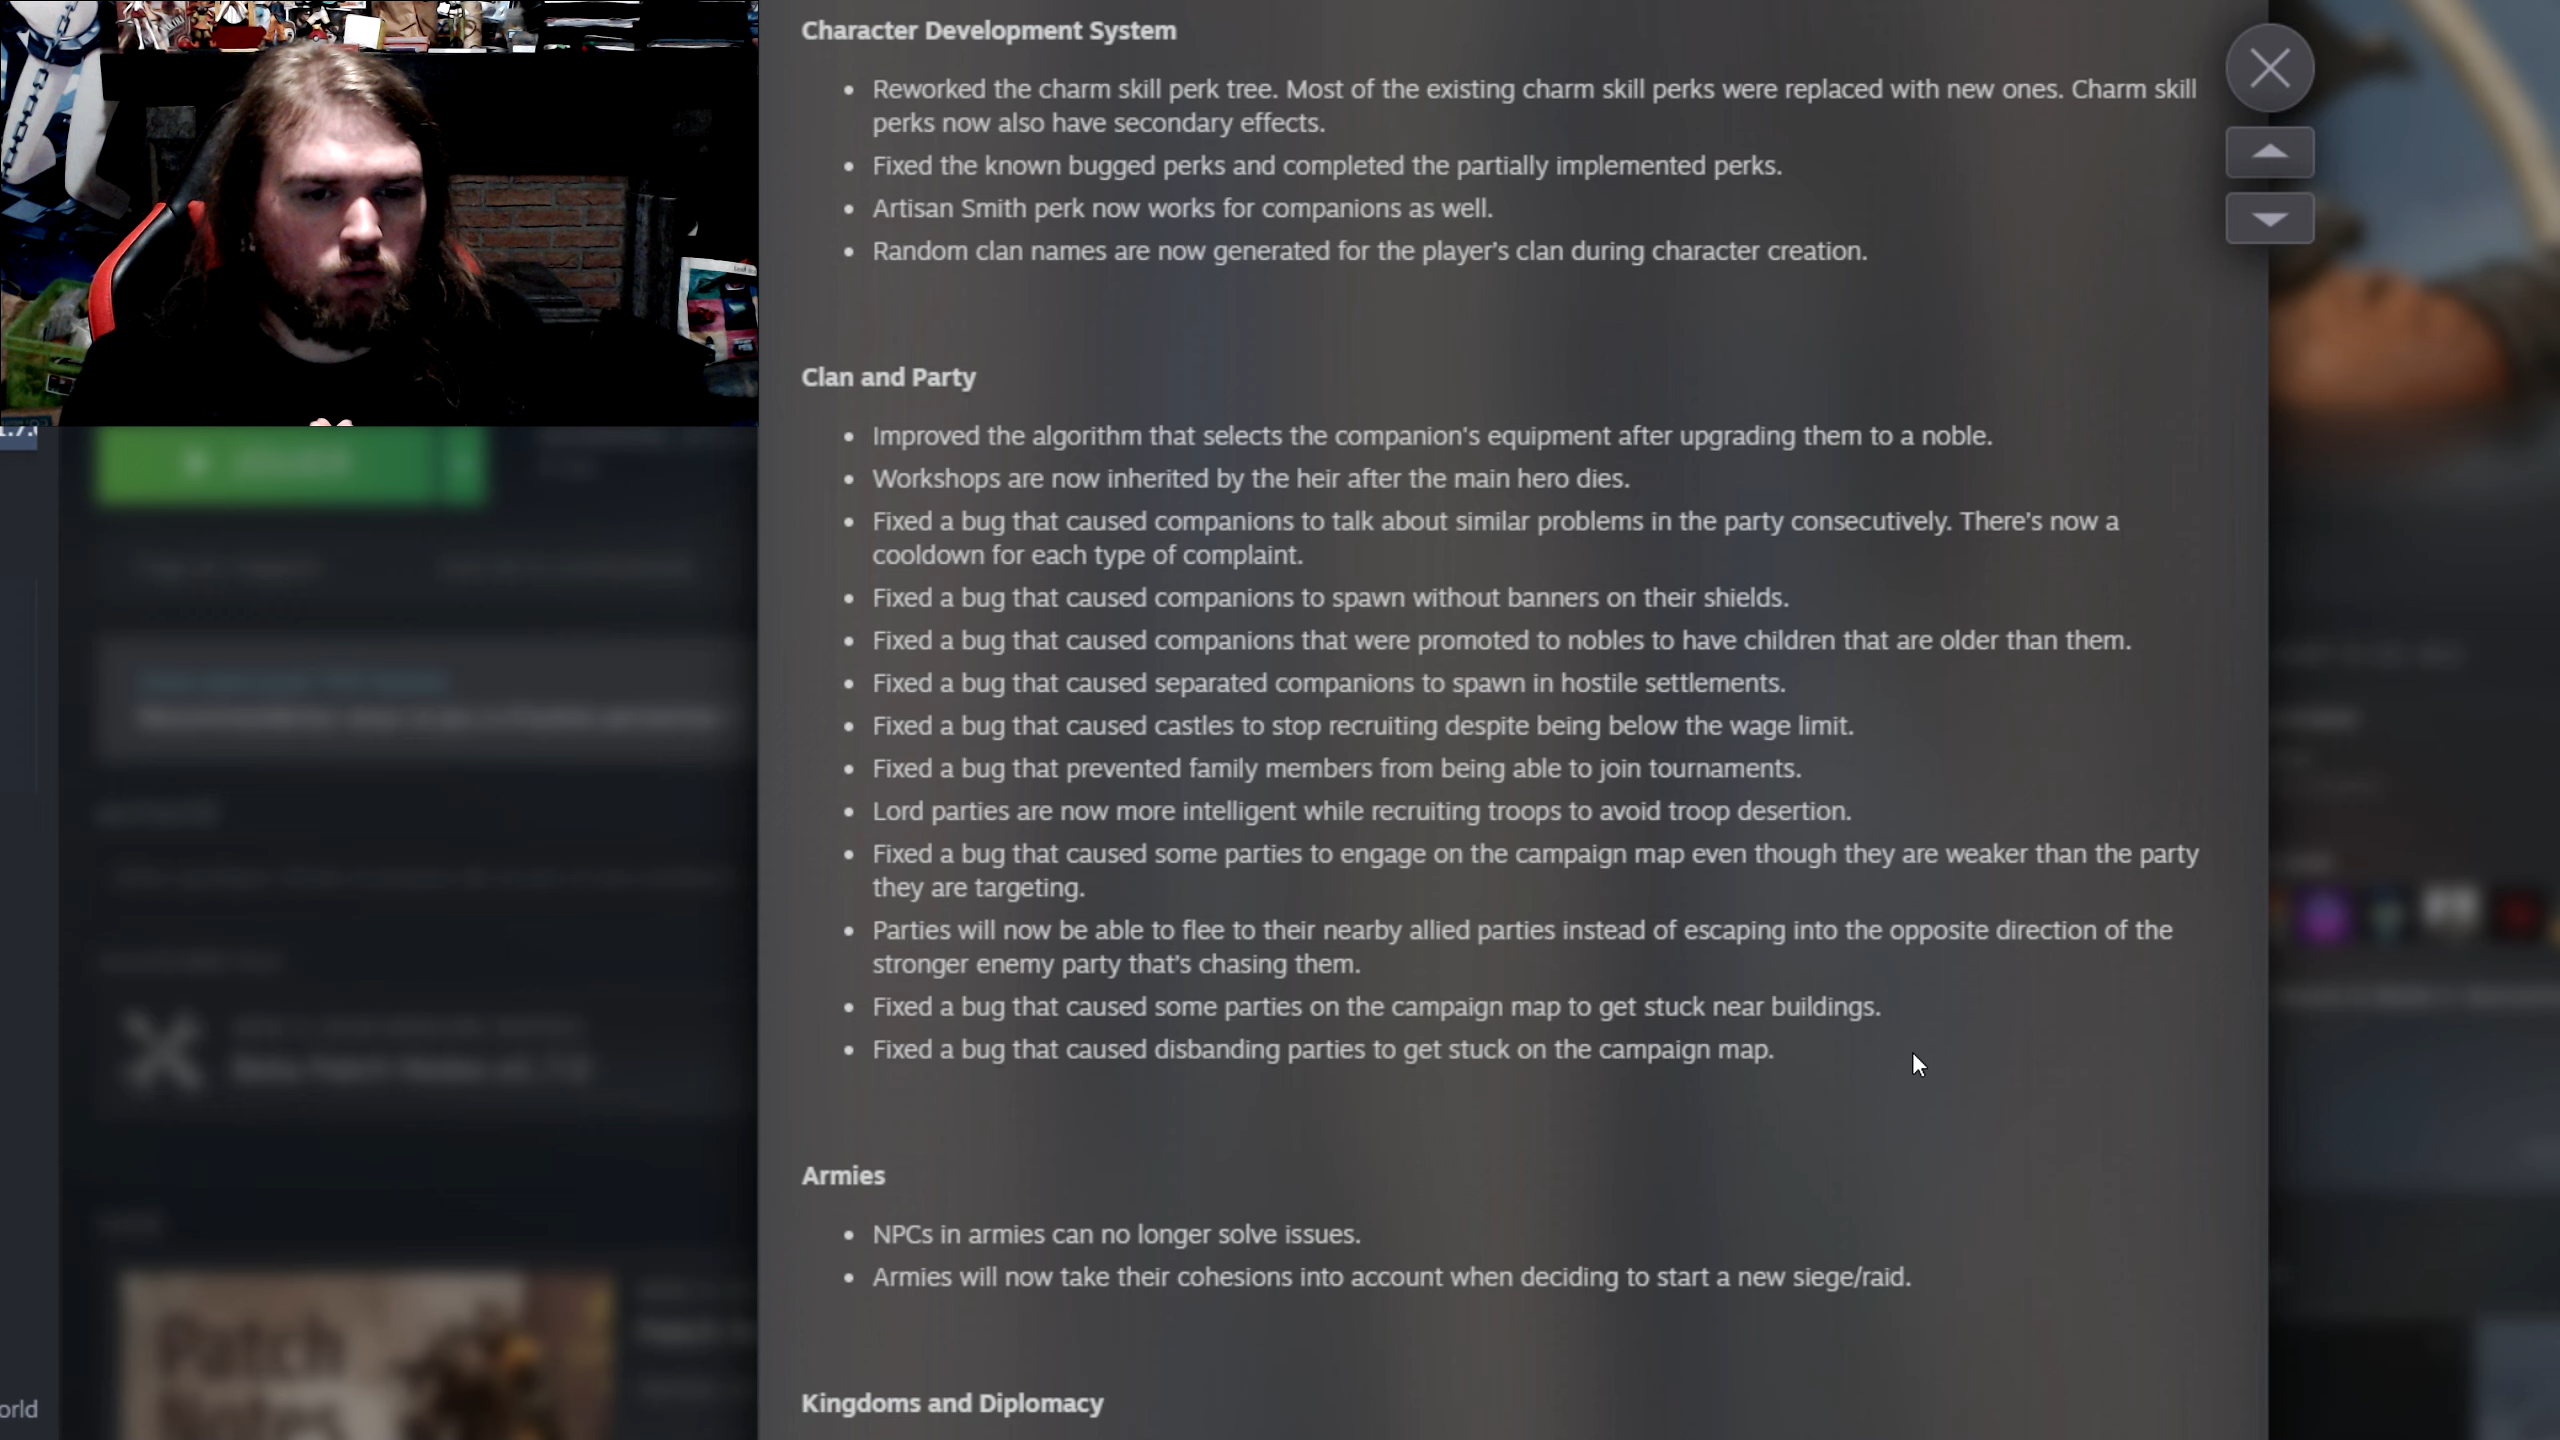 Character Development System
Reworked the charm skill perk tree. Most of the existing charm skill perks were replaced with new ones. Charm skill
perks now also have secondary effects.
Fixed the known bugged perks and completed the partially implemented perks.
Artisan Smith perk now works for companions as well.
Random clan names are now generated for the player's clan during character creation.
Clan and Party
Improved the algorithm that selects the companion's equipment after upgrading them to a noble.
Workshops are now inherited by the heir after the main hero dies.
Fixed a bug that caused companions to talk about similar problems in the party consecutively. There's now a
cooldown for each type of complaint.
Fixed a bug that caused companions to spawn without banners on their shields.
Fixed a bug that caused companions that were promoted to nobles to have children that are older than them.
Fixed a bug that caused separated companions to spawn in hostile settlements.
Fixed a bug that caused castles to stop recruiting despite being below the wage limit.
Fixed a bug that prevented family members from being able to join tournaments.
Lord parties are now more intelligent while recruiting troops to avoid troop desertion.
Fixed a bug that caused some parties to engage on the campaign map even though they are weaker than the party
they are targeting.
Parties will now be able to flee to their nearby allied parties instead of escaping into the opposite direction of the
stronger enemy party that's chasing them.
Fixed a bug that caused some parties on the campaign map to get stuck near buildings.
Fixed a bug that caused disbanding parties to get stuck on the campaign map.
Armies
NPCs in armies can no longer solve issues.
Armies will now take their cohesions into account when deciding to start a new siege/raid.
Kingdoms and Diplomacy
Beta Patch Notes
Patch
Notes
orld